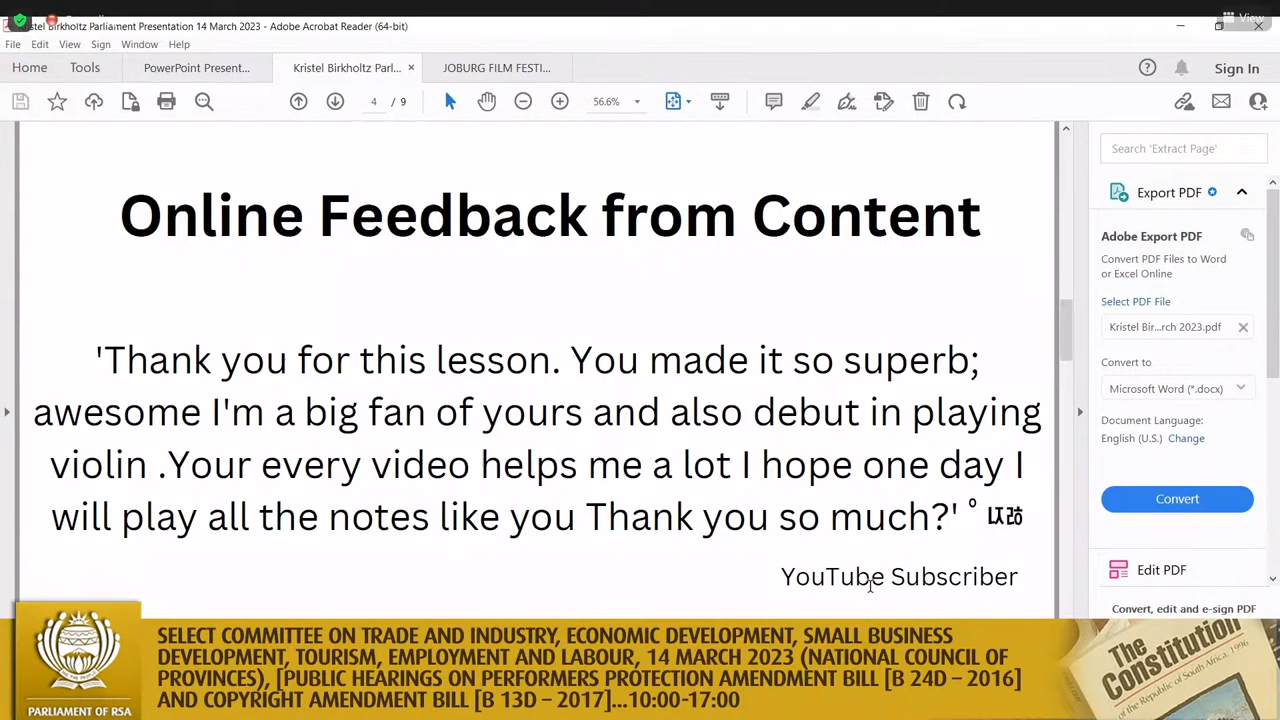 View
Kristel Birkholtz Parliament Presentation 14 March 2023 - Adobe Acrobat Reader (64-bit)
File Edit View Sign Window Help
Home Tools PowerPoint Present... Kristel Birkholtz Parl... × JOBURG FILM FESTI... Sign In
4 / 9 56.6%
Online Feedback from Content
'Thank you for this lesson. You made it so superb;
awesome I'm a big fan of yours and also debut in playing
violin .Your every video helps me a lot I hope one day I
will play all the notes like you Thank you so much?'
YouTube Subscriber
Search 'Extract Page'
Export PDF
Adobe Export PDF
Convert PDF Files to Word
or Excel Online
Select PDF File
Kristel Bir...rch 2023.pdf
Convert to
Microsoft Word (*.docx)
Document Language:
English (U.S.) Change
Convert
Edit PDF
Convert, edit and e-sign PDF
PARLIAMENT OF RSA
SELECT COMMITTEE ON TRADE AND INDUSTRY, ECONOMIC DEVELOPMENT, SMALL BUSINESS
DEVELOPMENT, TOURISM, EMPLOYMENT AND LABOUR, 14 MARCH 2023 (NATIONAL COUNCIL OF
PROVINCES), [PUBLIC HEARINGS ON PERFORMERS PROTECTION AMENDMENT BILL [B 24D – 2016]
AND COPYRIGHT AMENDMENT BILL [B 13D – 2017]...10:00-17:00
The
Constitution
of the Republic of South Africa, 1996